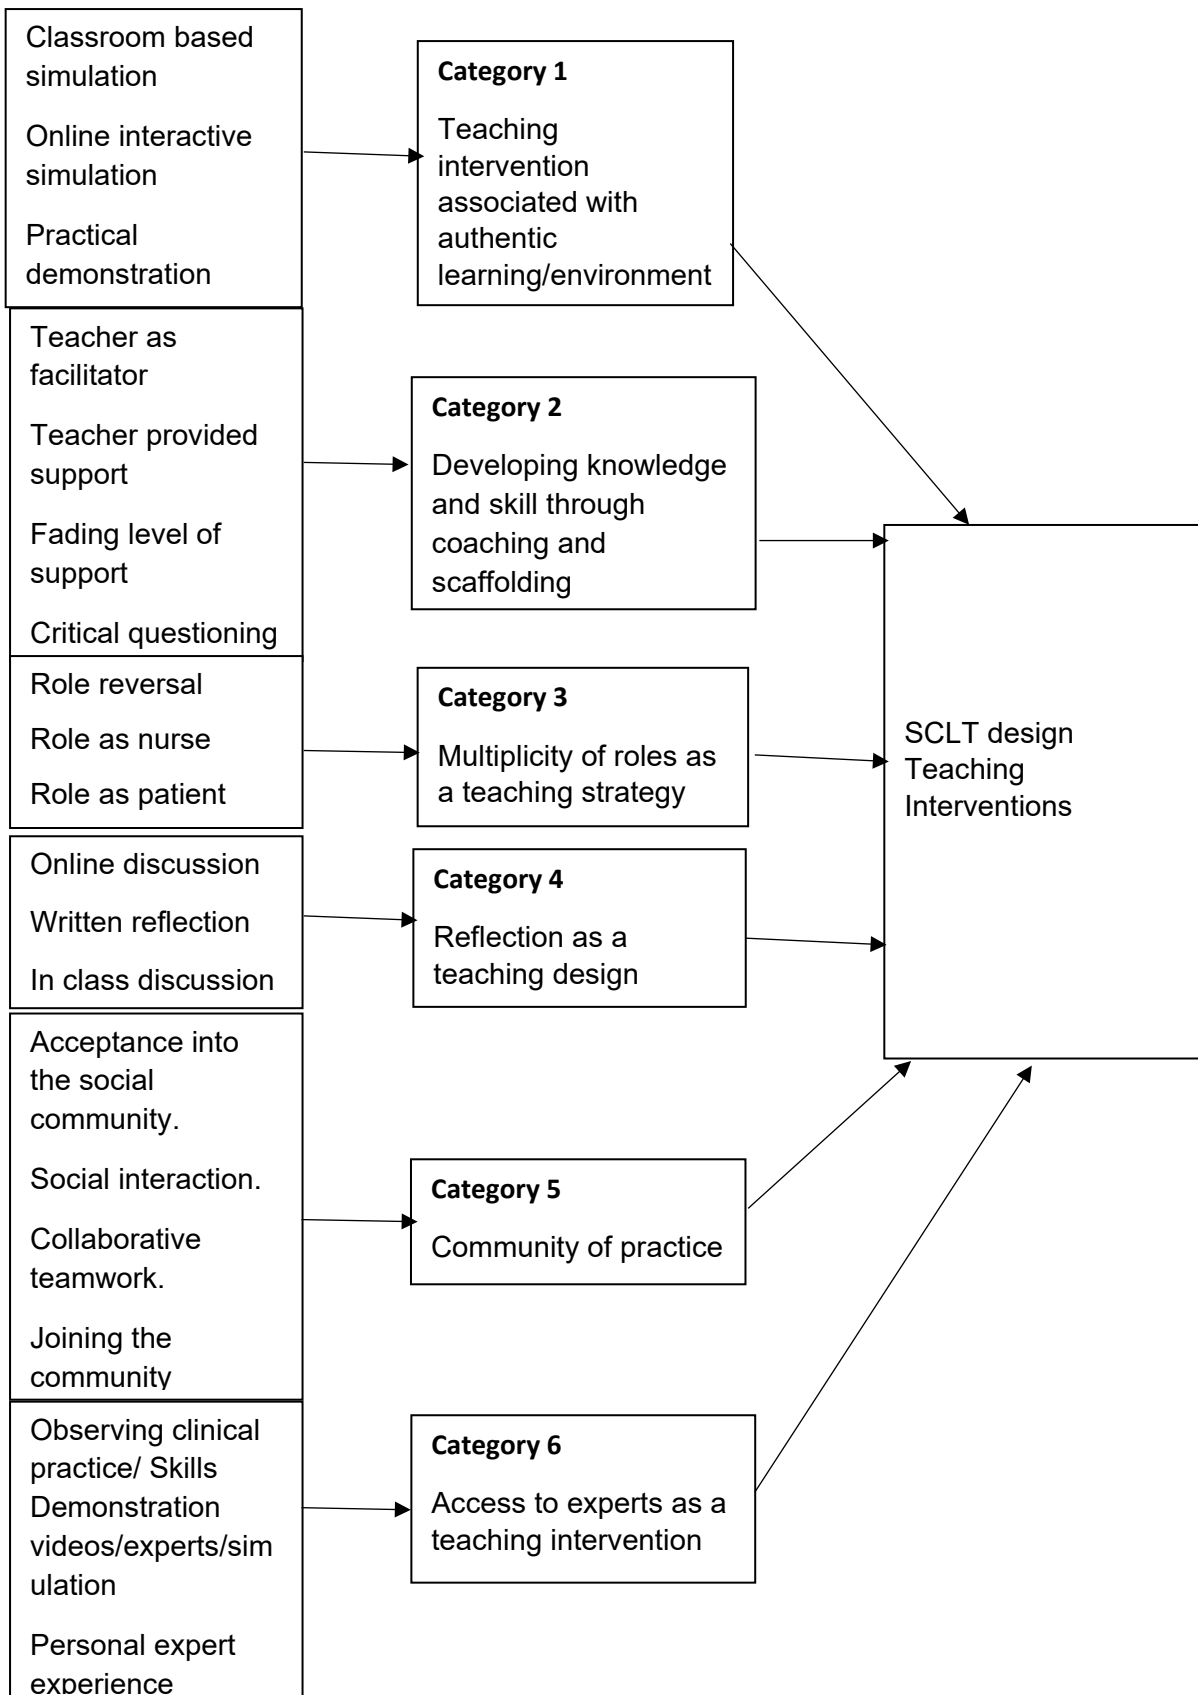 Classroom based
simulation
Online interactive
simulation
Practical
demonstration
Category 1
Teaching
intervention
associated with
authentic
learning/environment
Teacher as
facilitator
Teacher provided
support
Fading level of
support
Critical questioning
Category 2
Developing knowledge
and skill through
coaching and
scaffolding
Role reversal
Role as nurse
Role as patient
Category 3
Multiplicity of roles as
a teaching strategy
SCLT design
Teaching
Interventions
Online discussion
Written reflection
In class discussion
Category 4
Reflection as a
teaching design
Acceptance into
the social
community.
Social interaction.
Collaborative
teamwork.
Joining the
community
Category 5
Community of practice
Observing clinical
practice/ Skills
Demonstration
videos/experts/sim
ulation
Personal expert
experience
Category 6
Access to experts as a
teaching intervention